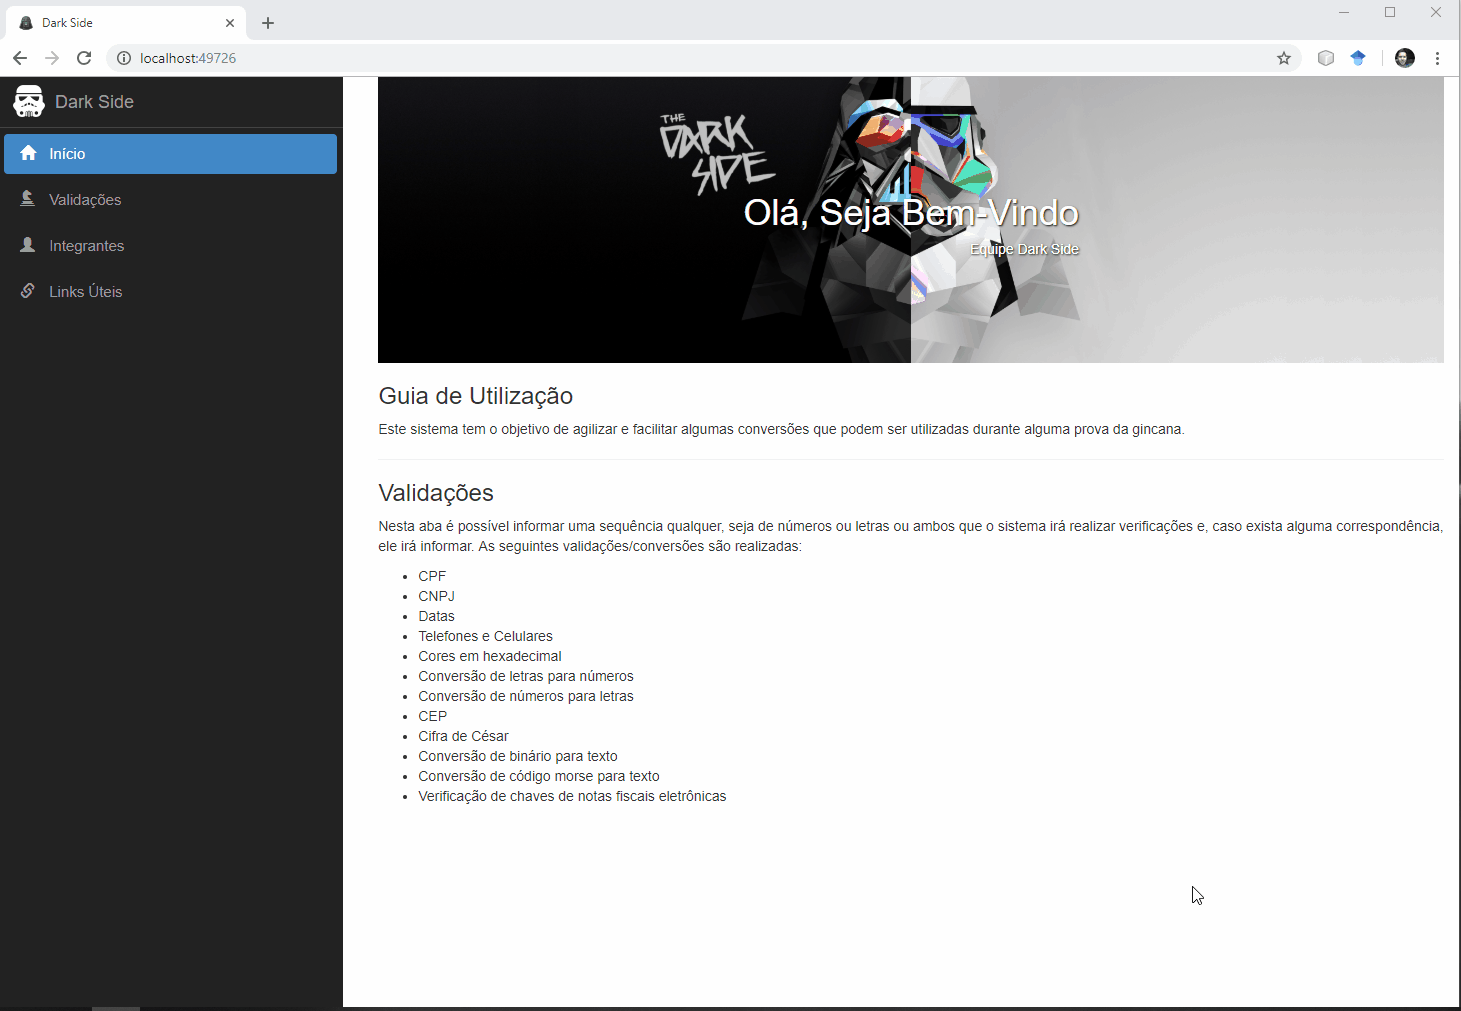 Dark Side
localhost:49726
Dark Side
Início
Validações
Integrantes
Links Úteis
THE
DARK
SIDE
Olá, Seja Bem-Vindo
Equipe Dark Side
Guia de Utilização
Este sistema tem o objetivo de agilizar e facilitar algumas conversões que podem ser utilizadas durante alguma prova da gincana.
Validações
Nesta aba é possível informar uma sequência qualquer, seja de números ou letras ou ambos que o sistema irá realizar verificações e, caso exista alguma correspondência,
ele irá informar. As seguintes validações/conversões são realizadas:
• CPF
• CNPJ
• Datas
• Telefones e Celulares
• Cores em hexadecimal
• Conversão de letras para números
• Conversão de números para letras
• CEP
• Cifra de César
• Conversão de binário para texto
• Conversão de código morse para texto
• Verificação de chaves de notas fiscais eletrônicas